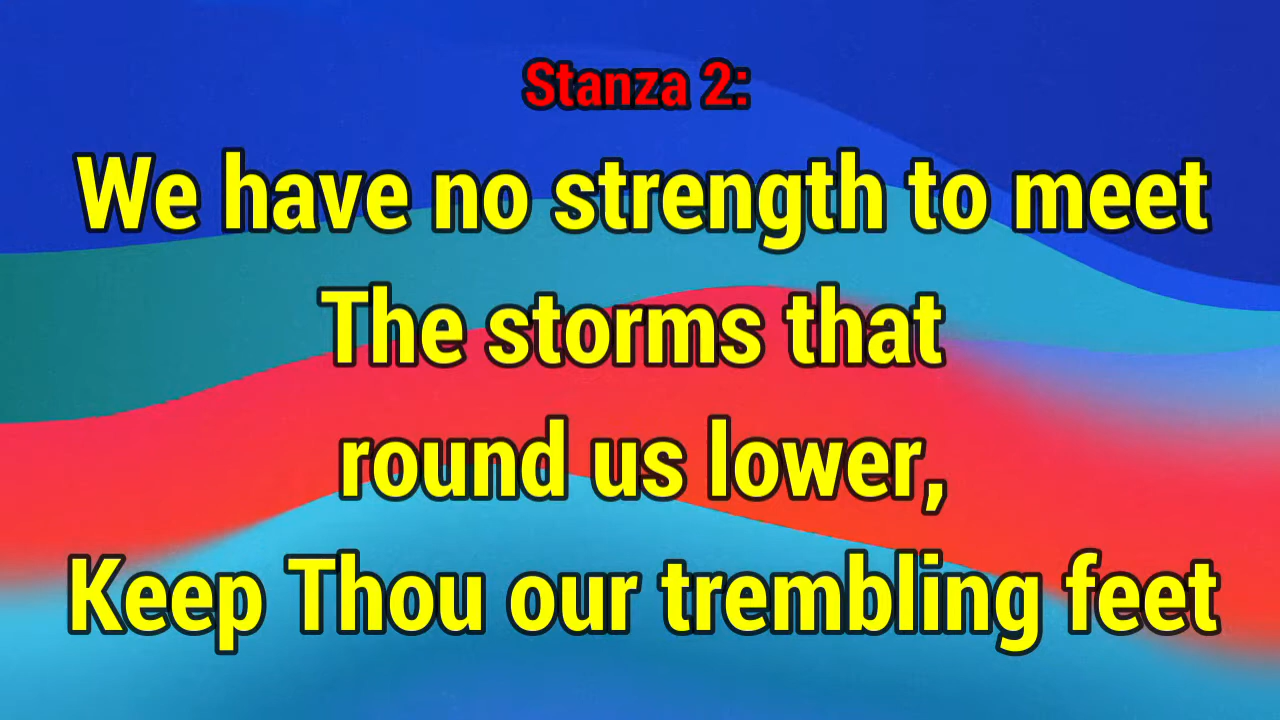 Stanza 2:
We have no strength to meet
The storms that
round us lower,
Keep Thou our trembling feet